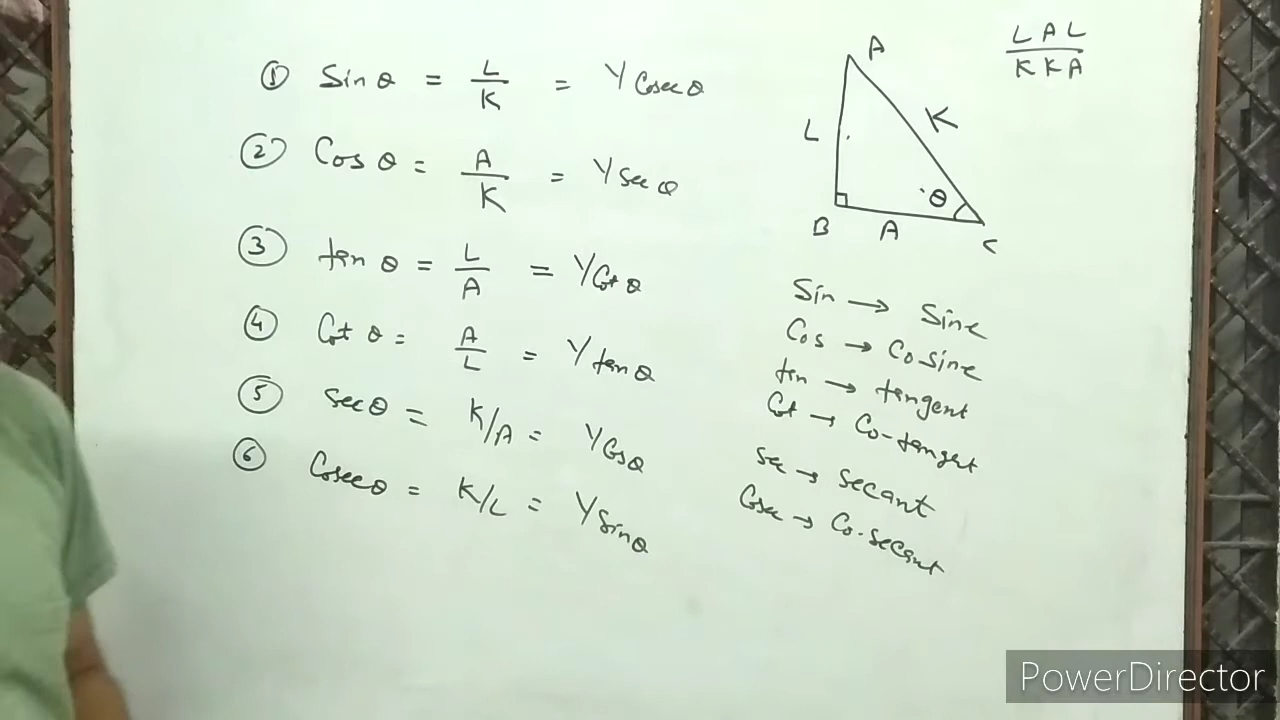 ① Sin θ = L/K = 1/Cosec θ
② Cos θ = A/K = 1/sec θ
③ tan θ = L/A = 1/Cot θ
④ Cot θ = A/L = 1/tan θ
⑤ sec θ = K/A = 1/Cos θ
⑥ Cosec θ = K/L = 1/Sin θ
L A L
K K A
A
L
K
θ
B
A
C
Sin → Sine
Cos → Cosine
tan → tangent
Cot → Co-tangent
Sec → Secant
Cosec → Co-secant
PowerDirector